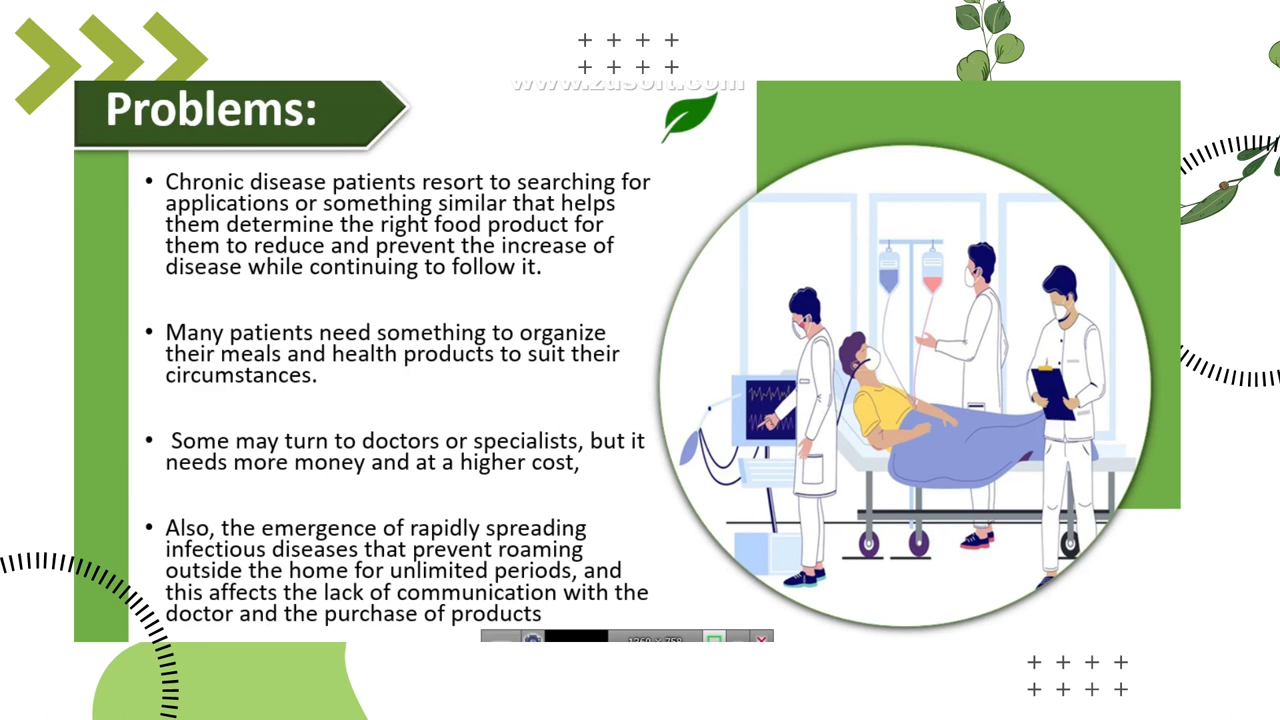 www.zdsoft.com
Problems:
• Chronic disease patients resort to searching for
applications or something similar that helps
them determine the right food product for
them to reduce and prevent the increase of
disease while continuing to follow it.
• Many patients need something to organize
their meals and health products to suit their
circumstances.
• Some may turn to doctors or specialists, but it
needs more money and at a higher cost,
• Also, the emergence of rapidly spreading
infectious diseases that prevent roaming
outside the home for unlimited periods, and
this affects the lack of communication with the
doctor and the purchase of products